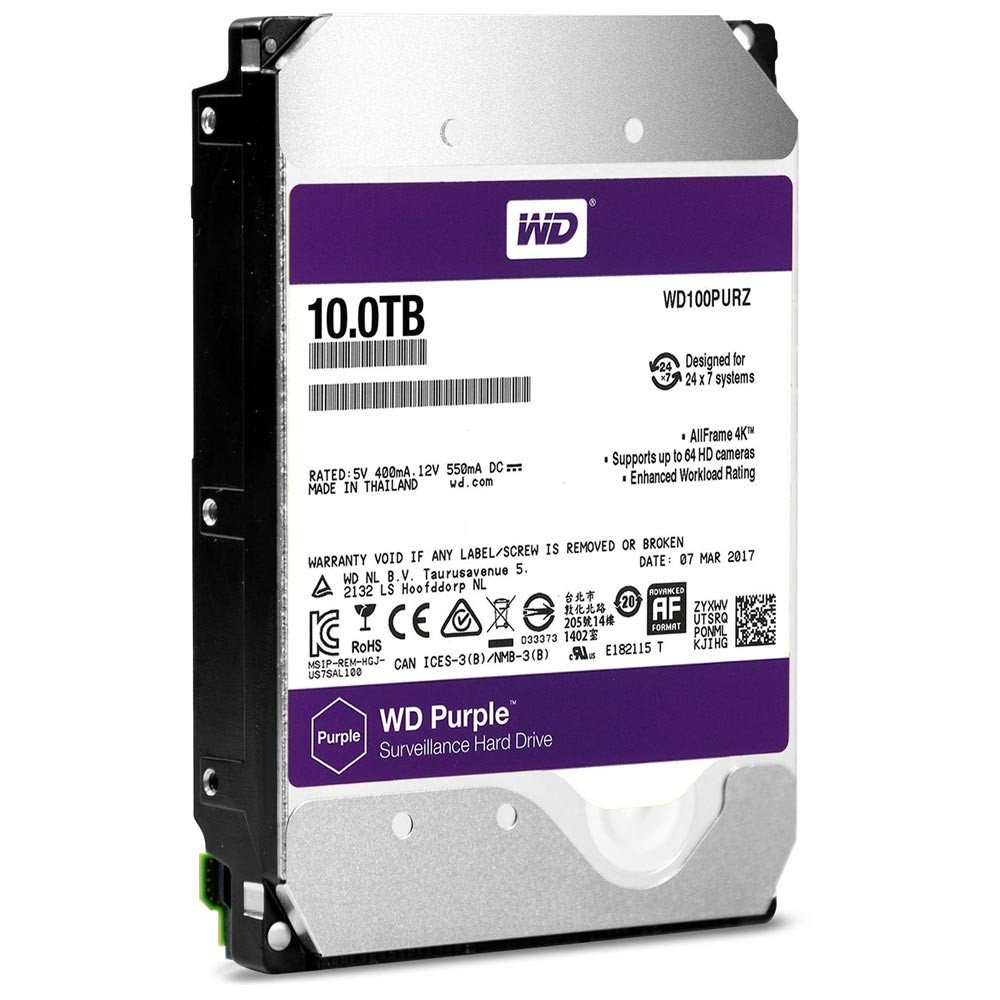 WD®
10.0TB
WD100PURZ
24x7
Designed for
24 x 7 systems
▪ AllFrame 4K™
▪ Supports up to 64 HD cameras
▪ Enhanced Workload Rating
RATED:5V 400mA.12V 550mA DC
MADE IN THAILAND wd.com
WARRANTY VOID IF ANY LABEL/SCREW IS REMOVED OR BROKEN
DATE: 07 MAR 2017
WD NL B.V. Taurusavenue 5.
2132 LS Hoofddorp NL
RoHS
CE
D33373
台北市
敦化北路
205號14樓
1402室
20
ADVANCED
AF
FORMAT
ZYXWV
UTSRQ
PONML
KJIHG
MSIP-REM-HGJ-
US7SAL100
CAN ICES-3(B)/NMB-3(B)
E182115 T
Purple
WD Purple™
Surveillance Hard Drive